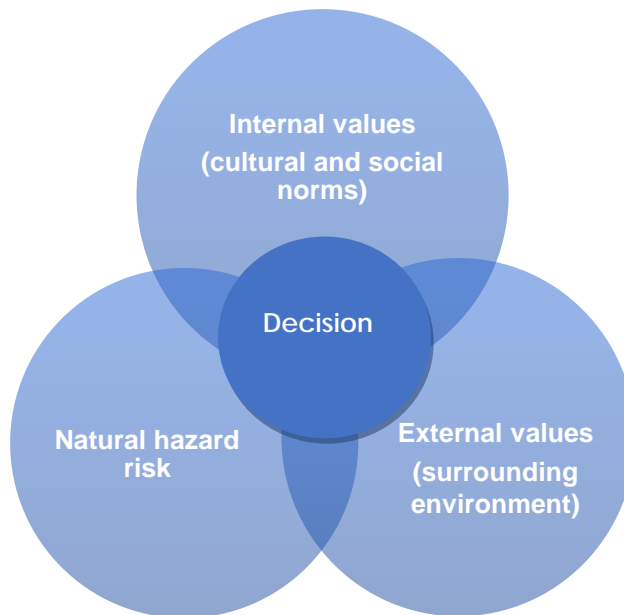 Internal values
(cultural and social
norms)
Decision
Natural hazard
risk
External values
(surrounding
environment)